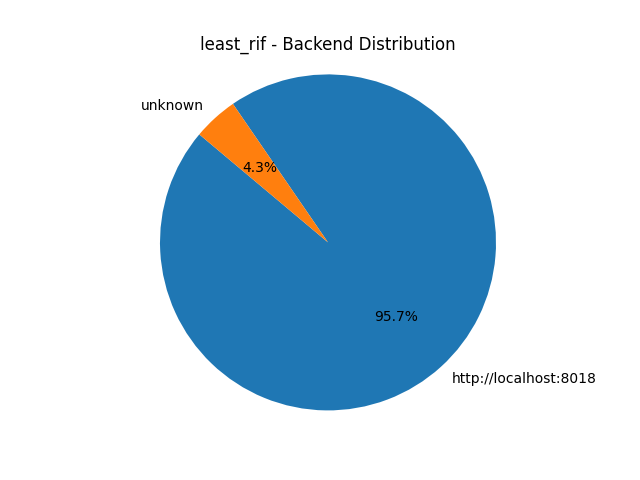 least_rif - Backend Distribution
unknown
4.3%
95.7%
http://localhost:8018